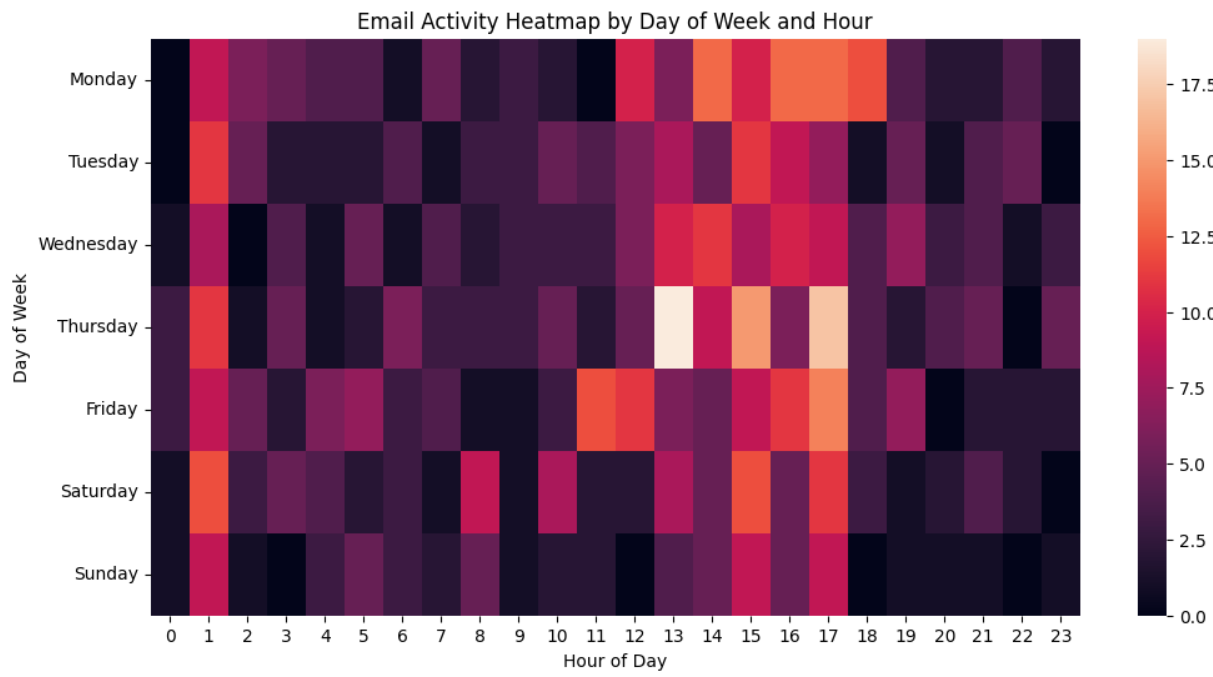 Email Activity Heatmap by Day of Week and Hour
Day of Week
Monday
Tuesday
Wednesday
Thursday
Friday
Saturday
Sunday
0 1 2 3 4 5 6 7 8 9 10 11 12 13 14 15 16 17 18 19 20 21 22 23
Hour of Day
17.5
15.0
12.5
10.0
7.5
5.0
2.5
0.0